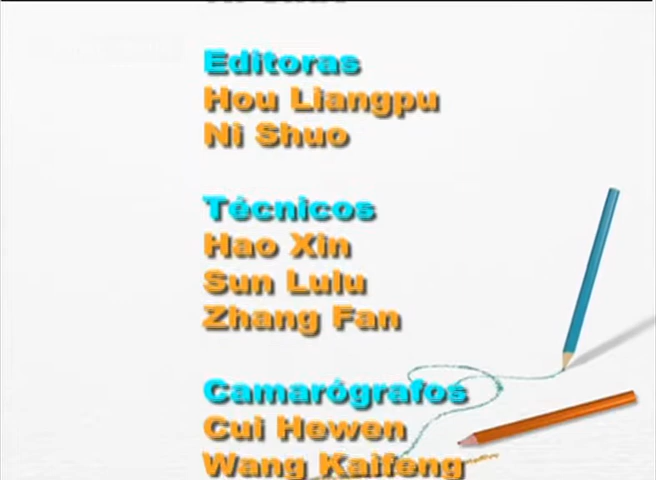 Editoras
Hou Liangpu
Ni Shuo
Técnicos
Hao Xin
Sun Lulu
Zhang Fan
Camarógrafos
Cui Hewen
Wang Kaifeng